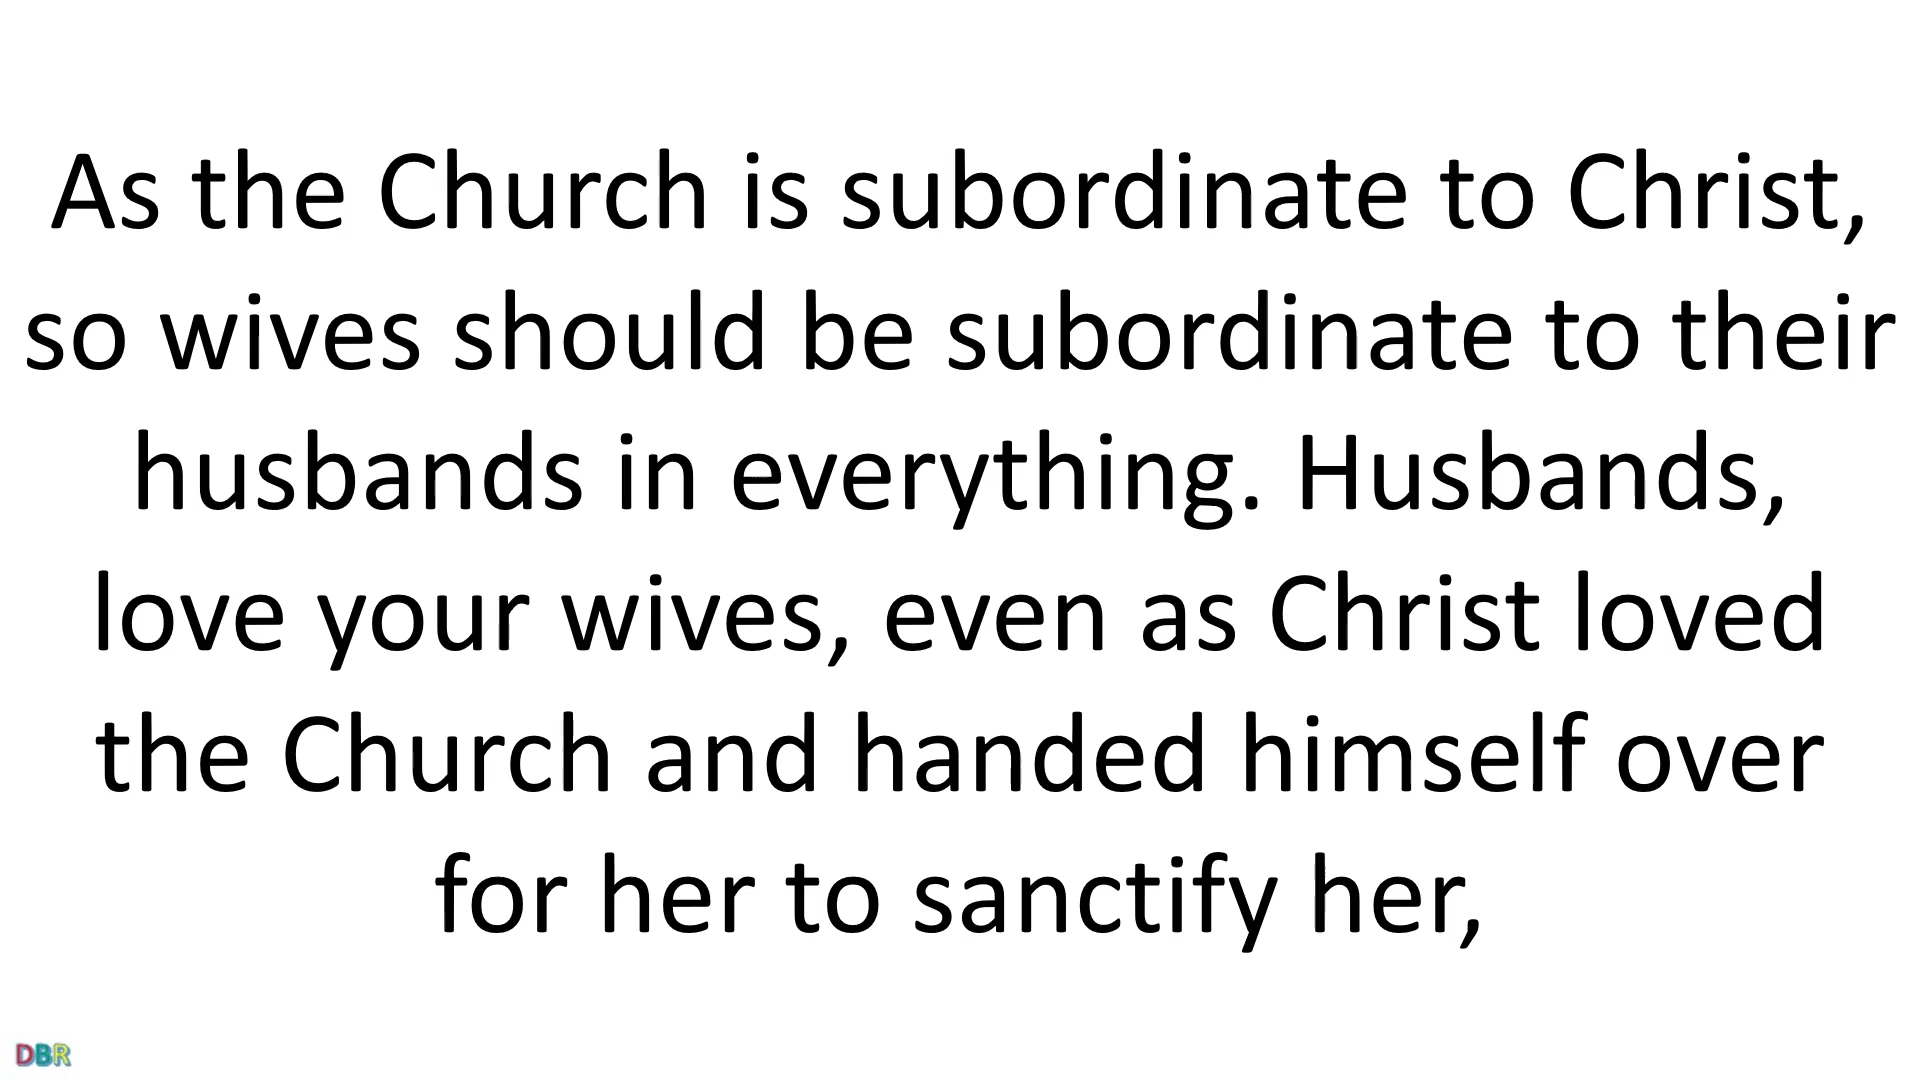 As the Church is subordinate to Christ,
so wives should be subordinate to their
husbands in everything. Husbands,
love your wives, even as Christ loved
the Church and handed himself over
for her to sanctify her,
DBR